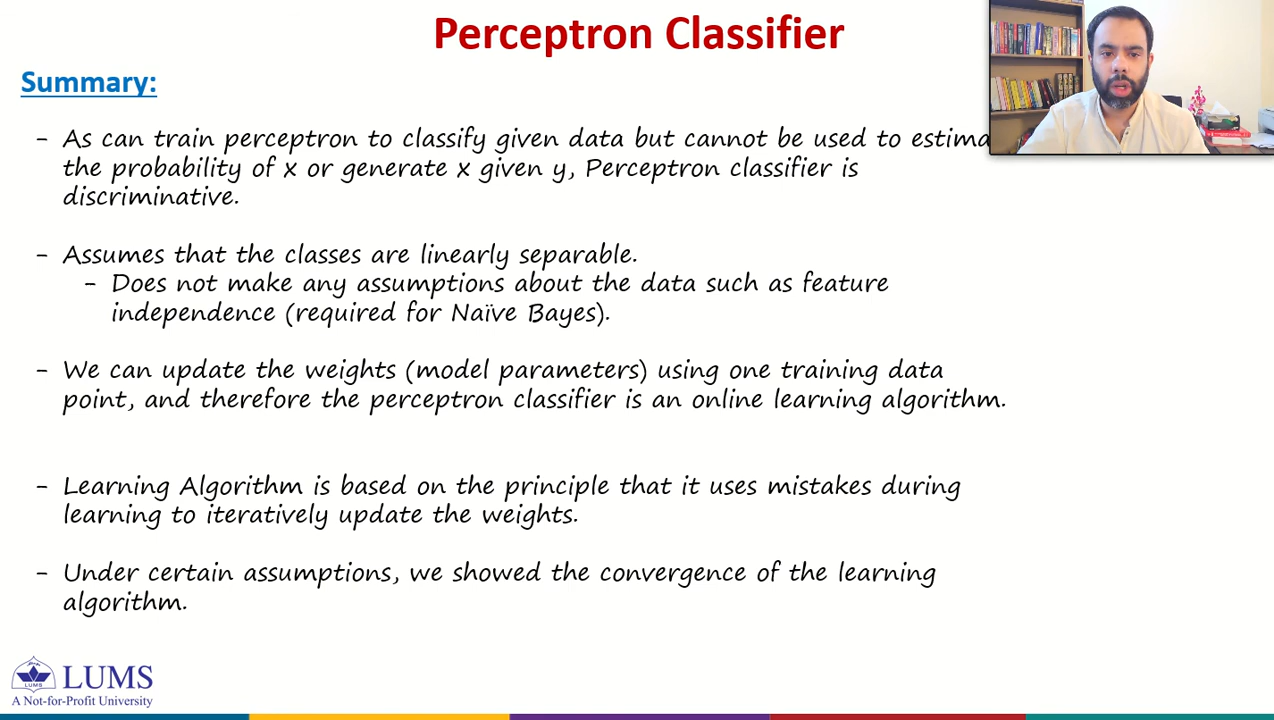 Perceptron Classifier
Summary:
- As can train perceptron to classify given data but cannot be used to estima
the probability of x or generate x given y, Perceptron classifier is
discriminative.
- Assumes that the classes are linearly separable.
- Does not make any assumptions about the data such as feature
independence (required for Naïve Bayes).
- We can update the weights (model parameters) using one training data
point, and therefore the perceptron classifier is an online learning algorithm.
- Learning Algorithm is based on the principle that it uses mistakes during
learning to iteratively update the weights.
- Under certain assumptions, we showed the convergence of the learning
algorithm.
LUMS
LUMS
A Not-for-Profit University